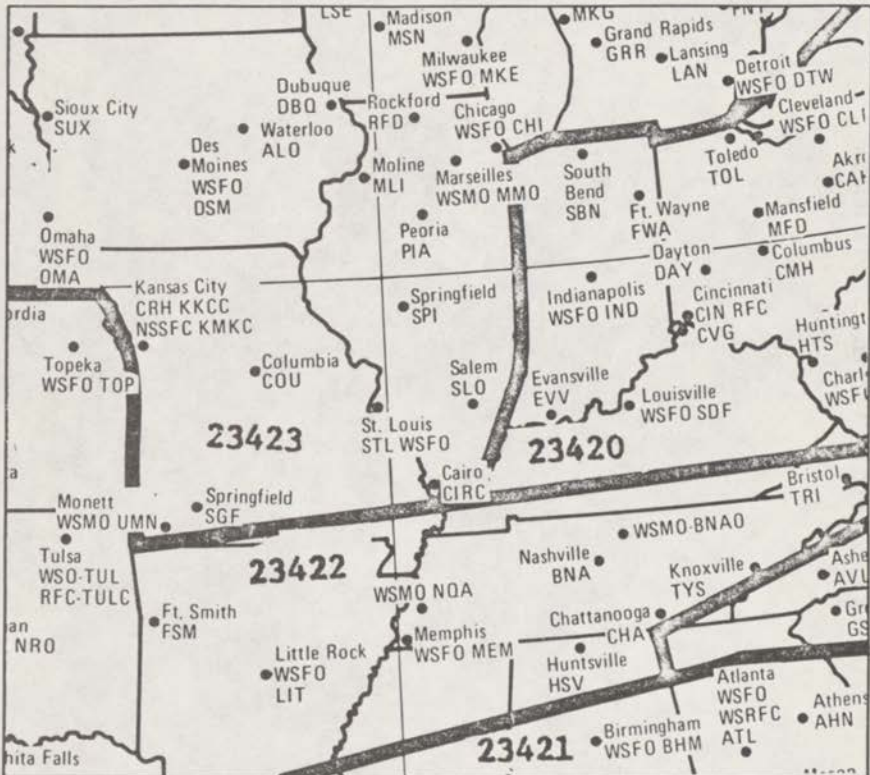 LSE
Madison
MSN
Milwaukee
WSFO MKE
MKG
Grand Rapids
GRR
Lansing
LAN
FNT
Detroit
WSFO DTW
Sioux City
SUX
Dubuque
DBQ
Waterloo
ALO
Rockford
RFD
Chicago
WSFO CHI
Cleveland
WSFO CLE
Des
Moines
WSFO
DSM
Moline
MLI
Marseilles
WSMO MMO
South
Bend
SBN
Toledo
TOL
Akr
CAK
Omaha
WSFO
OMA
Peoria
PIA
Ft. Wayne
FWA
Mansfield
MFD
Kansas City
CRH KKCC
NSSFC KMKC
Springfield
SPI
Indianapolis
WSFO IND
Dayton
DAY
Columbus
CMH
Cincinnati
CIN RFC
CVG
ordia
Topeka
WSFO TOP
Columbia
COU
Salem
SLO
Evansville
EVV
Louisville
WSFO SDF
Huntingt
HTS
Charl
WSF
St. Louis
STL WSFO
23423
23420
Cairo
CIRC
Monett
WSMO UMN
Springfield
SGF
Bristol
TRI
Tulsa
WSO-TUL
RFC-TULC
23422
WSMO-BNAO
Nashville
BNA
Knoxville
TYS
Ashe
AVL
Ft. Smith
FSM
WSMO NQA
Chattanooga
CHA
Gre
GS
an
NRO
Memphis
WSFO MEM
Huntsville
HSV
Little Rock
WSFO
LIT
Atlanta
WSFO
WSRFC
ATL
Athens
AHN
hita Falls
23421
Birmingham
WSFO BHM